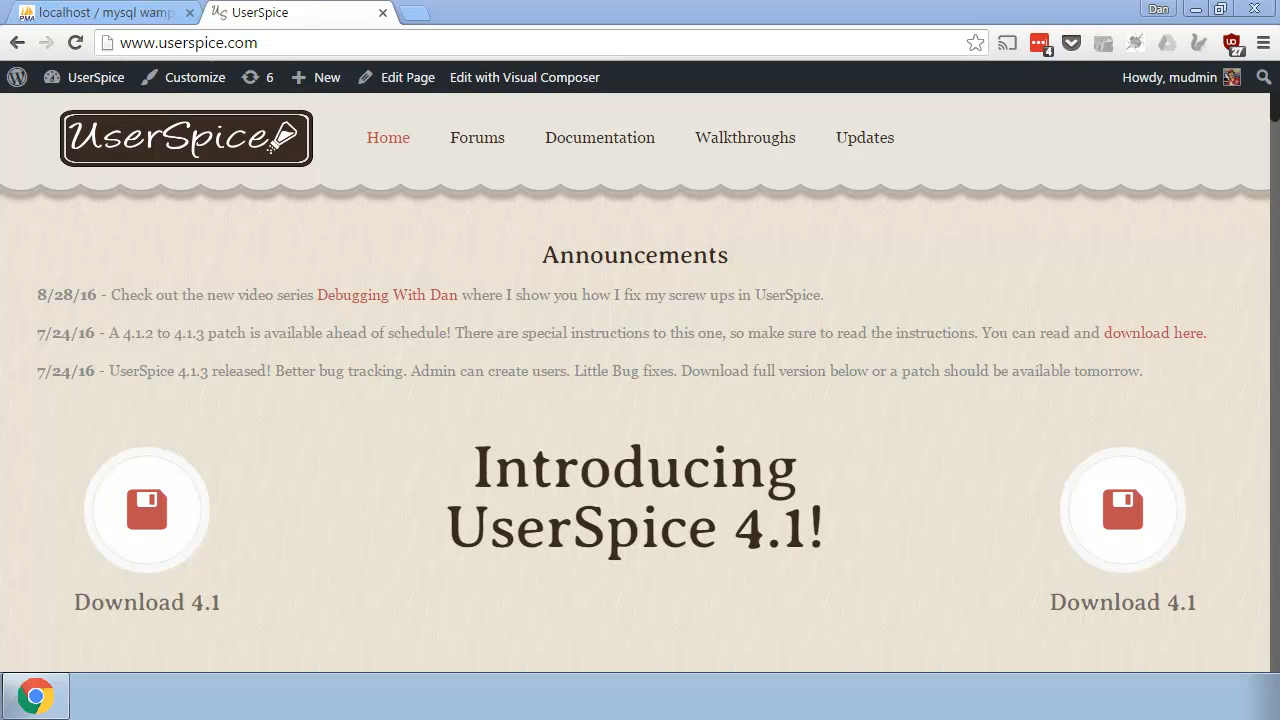 localhost / mysql wamp
UserSpice
Dan
www.userspice.com
4
27
UserSpice
Customize
6
New
Edit Page
Edit with Visual Composer
Howdy, mudmin
UserSpice
Home
Forums
Documentation
Walkthroughs
Updates
Announcements
8/28/16 - Check out the new video series Debugging With Dan where I show you how I fix my screw ups in UserSpice.
7/24/16 - A 4.1.2 to 4.1.3 patch is available ahead of schedule! There are special instructions to this one, so make sure to read the instructions. You can read and download here.
7/24/16 - UserSpice 4.1.3 released! Better bug tracking. Admin can create users. Little Bug fixes. Download full version below or a patch should be available tomorrow.
Introducing
UserSpice 4.1!
Download 4.1
Download 4.1